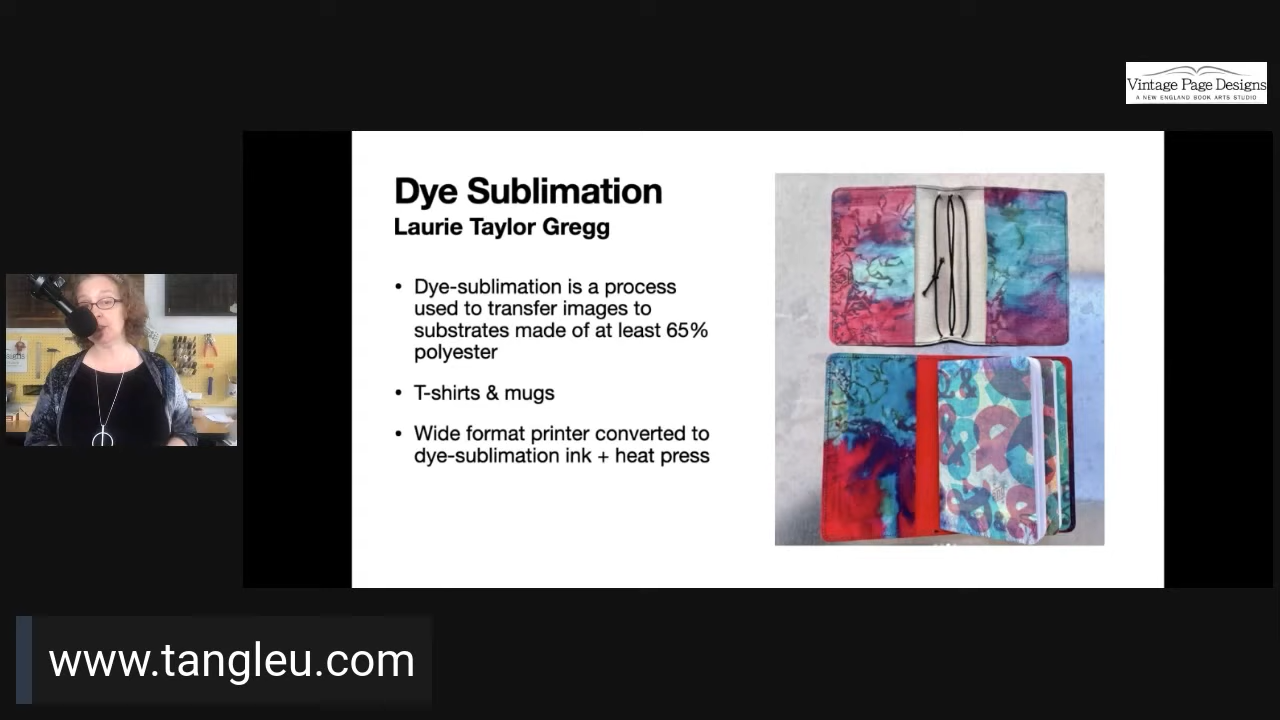 Vintage Page Designs
A NEW ENGLAND BOOK ARTS STUDIO
Dye Sublimation
Laurie Taylor Gregg
• Dye-sublimation is a process
used to transfer images to
substrates made of at least 65%
polyester
• T-shirts & mugs
• Wide format printer converted to
dye-sublimation ink + heat press
www.tangleu.com